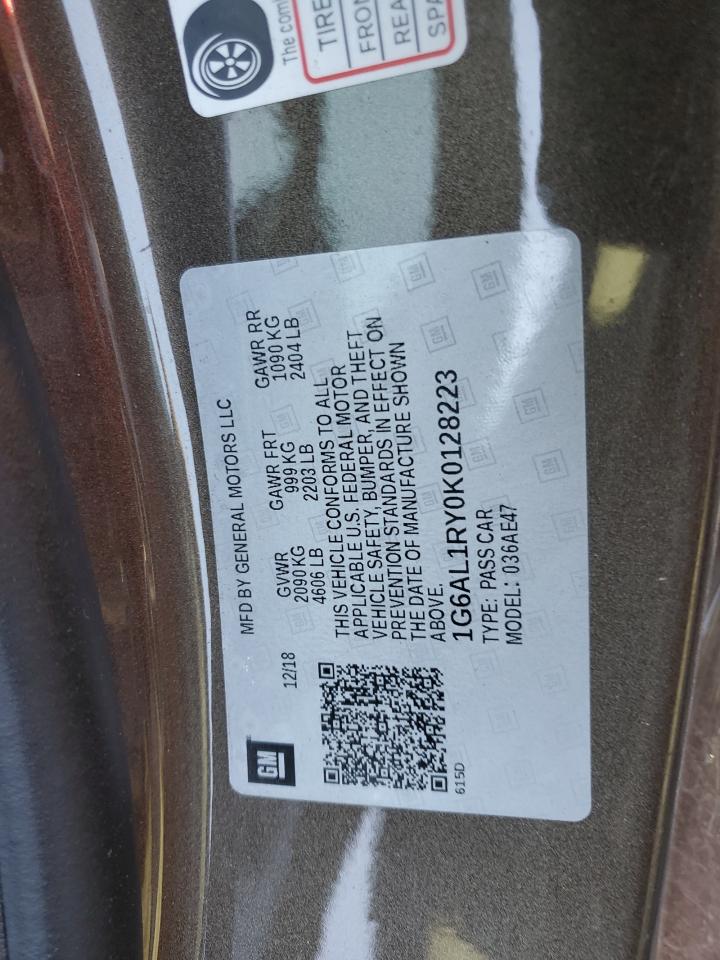 The com
TIRE
FRON
REA
SPA
GM
MFD BY GENERAL MOTORS LLC
12/18
GVWR GAWR FRT GAWR RR
2090 KG 999 KG 1090 KG
4606 LB 2203 LB 2404 LB
THIS VEHICLE CONFORMS TO ALL
APPLICABLE U.S. FEDERAL MOTOR
VEHICLE SAFETY, BUMPER, AND THEFT
PREVENTION STANDARDS IN EFFECT ON
THE DATE OF MANUFACTURE SHOWN
ABOVE.
1G6AL1RY0K0128223
TYPE: PASS CAR
MODEL: 036AE47
615D